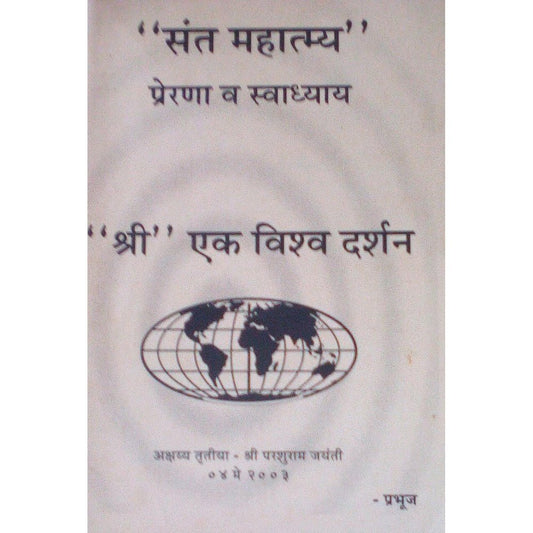 “संत महात्म्य”
प्रेरणा व स्वाध्याय
“श्री” एक विश्व दर्शन
अक्षय्य तृतीया - श्री परशुराम जयंती
०४ मे २००३
- प्रभूज